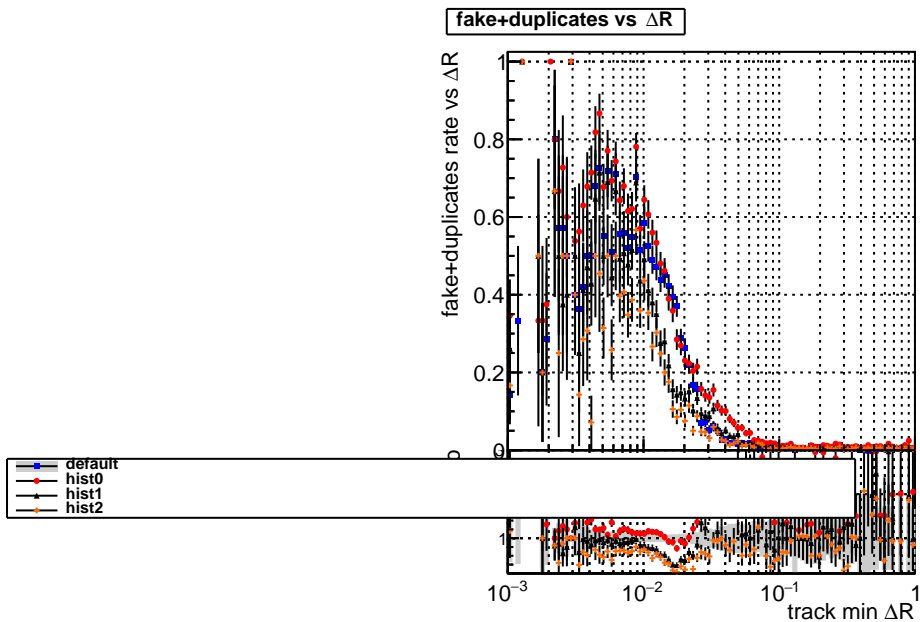 fake+duplicates vs ΔR
fake+duplicates rate vs ΔR
1
0.8
0.6
0.4
0.2
0
default
hist0
hist1
hist2
1
10⁻³ 10⁻² 10⁻¹ 1
track min ΔR